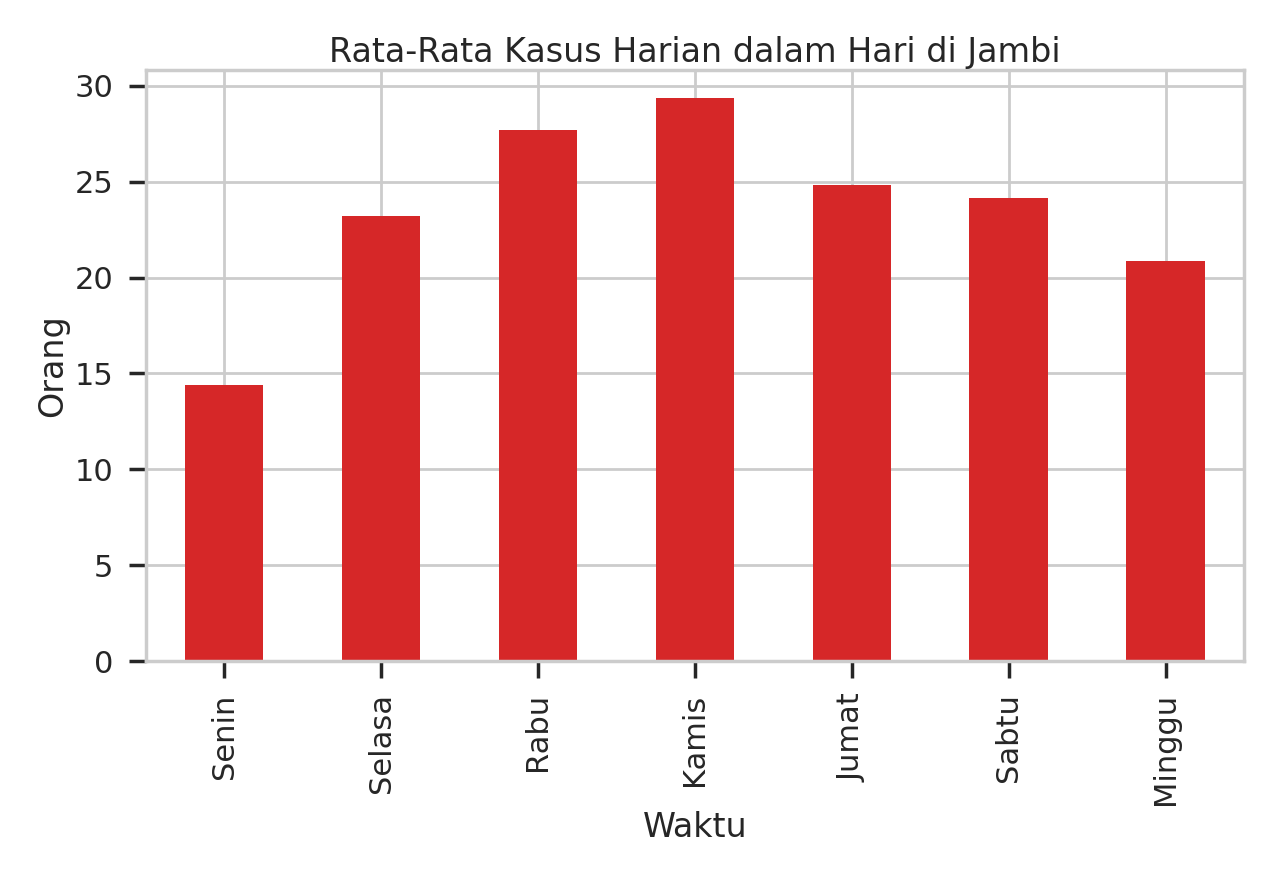 Rata-Rata Kasus Harian dalam Hari di Jambi
30
25
20
15
10
5
0
Orang
Senin
Selasa
Rabu
Kamis
Jumat
Sabtu
Minggu
Waktu